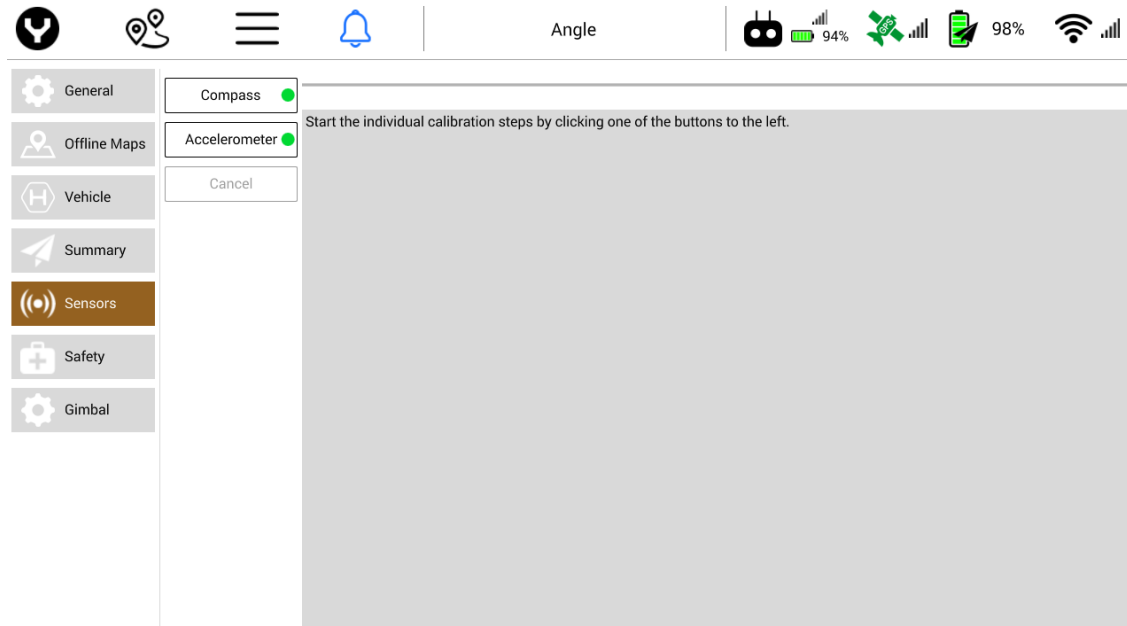 Angle
94%
GPS
98%
General
Offline Maps
Vehicle
Summary
Sensors
Safety
Gimbal
Compass
Accelerometer
Cancel
Start the individual calibration steps by clicking one of the buttons to the left.